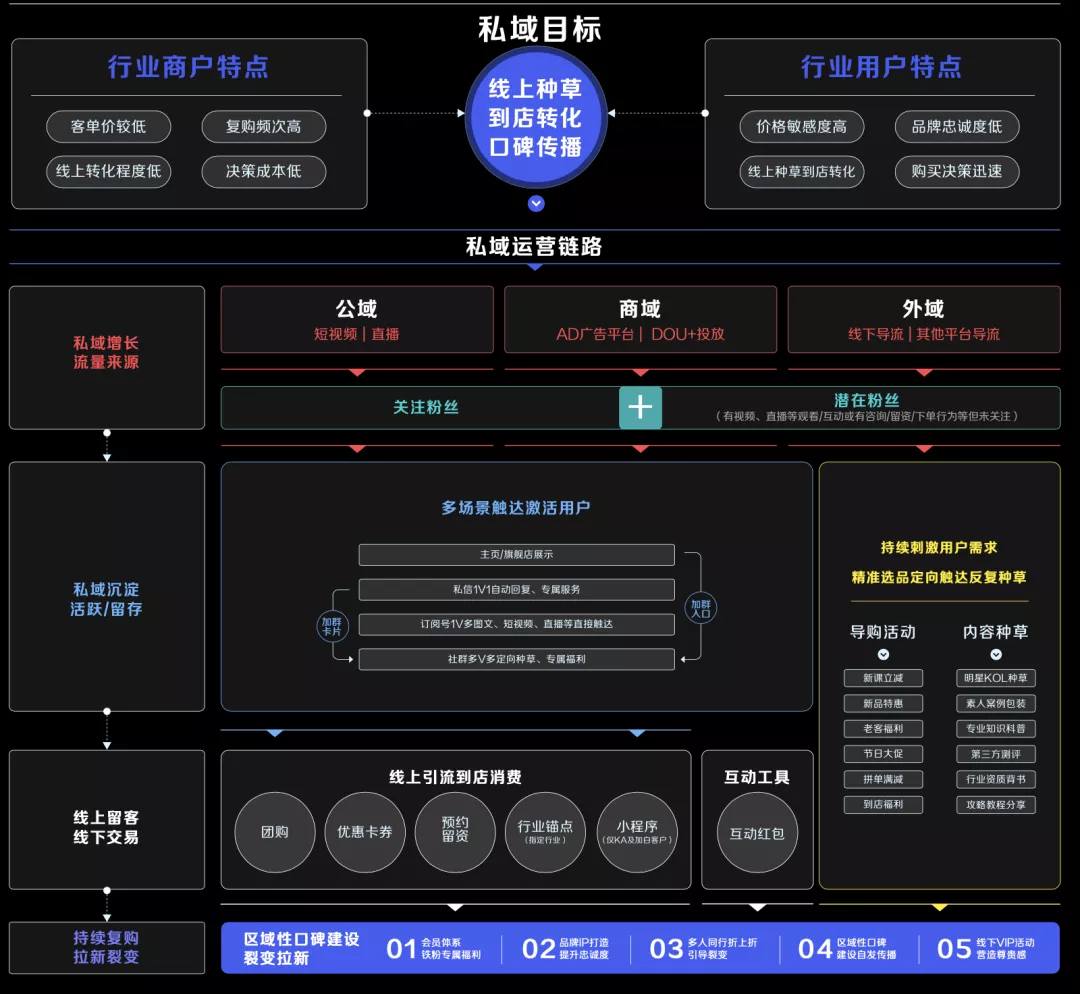 私域目标
行业商户特点
客单价较低
复购频次高
线上转化程度低
决策成本低
线上种草
到店转化
口碑传播
行业用户特点
价格敏感度高
品牌忠诚度低
线上种草到店转化
购买决策迅速
私域运营链路
私域增长
流量来源
公域
短视频 | 直播
商域
AD广告平台 | DOU+投放
外域
线下导流 | 其他平台导流
关注粉丝
+
潜在粉丝
(有视频、直播等观看/互动或有咨询/留资/下单行为等但未关注)
私域沉淀
活跃/留存
多场景触达激活用户
主页/旗舰店展示
私信1V1自动回复、专属服务
订阅号1V多图文、短视频、直播等直接触达
社群多V多定向种草、专属福利
加群
卡片
加群
入口
持续刺激用户需求
精准选品定向触达反复种草
导购活动
新课立减
新品特惠
老客福利
节日大促
拼单满减
到店福利
内容种草
明星KOL种草
素人案例包装
专业知识科普
第三方测评
行业资质背书
攻略教程分享
线上留客
线下交易
线上引流到店消费
团购
优惠卡券
预约
留资
行业锚点
(指定行业)
小程序
(仅KA及加白客户)
互动工具
互动红包
持续复购
拉新裂变
区域性口碑建设
裂变拉新
01 会员体系
铁粉专属福利
02 品牌IP打造
提升忠诚度
03 多人同行折上折
引导裂变
04 区域性口碑
建设自发传播
05 线下VIP活动
营造尊贵感